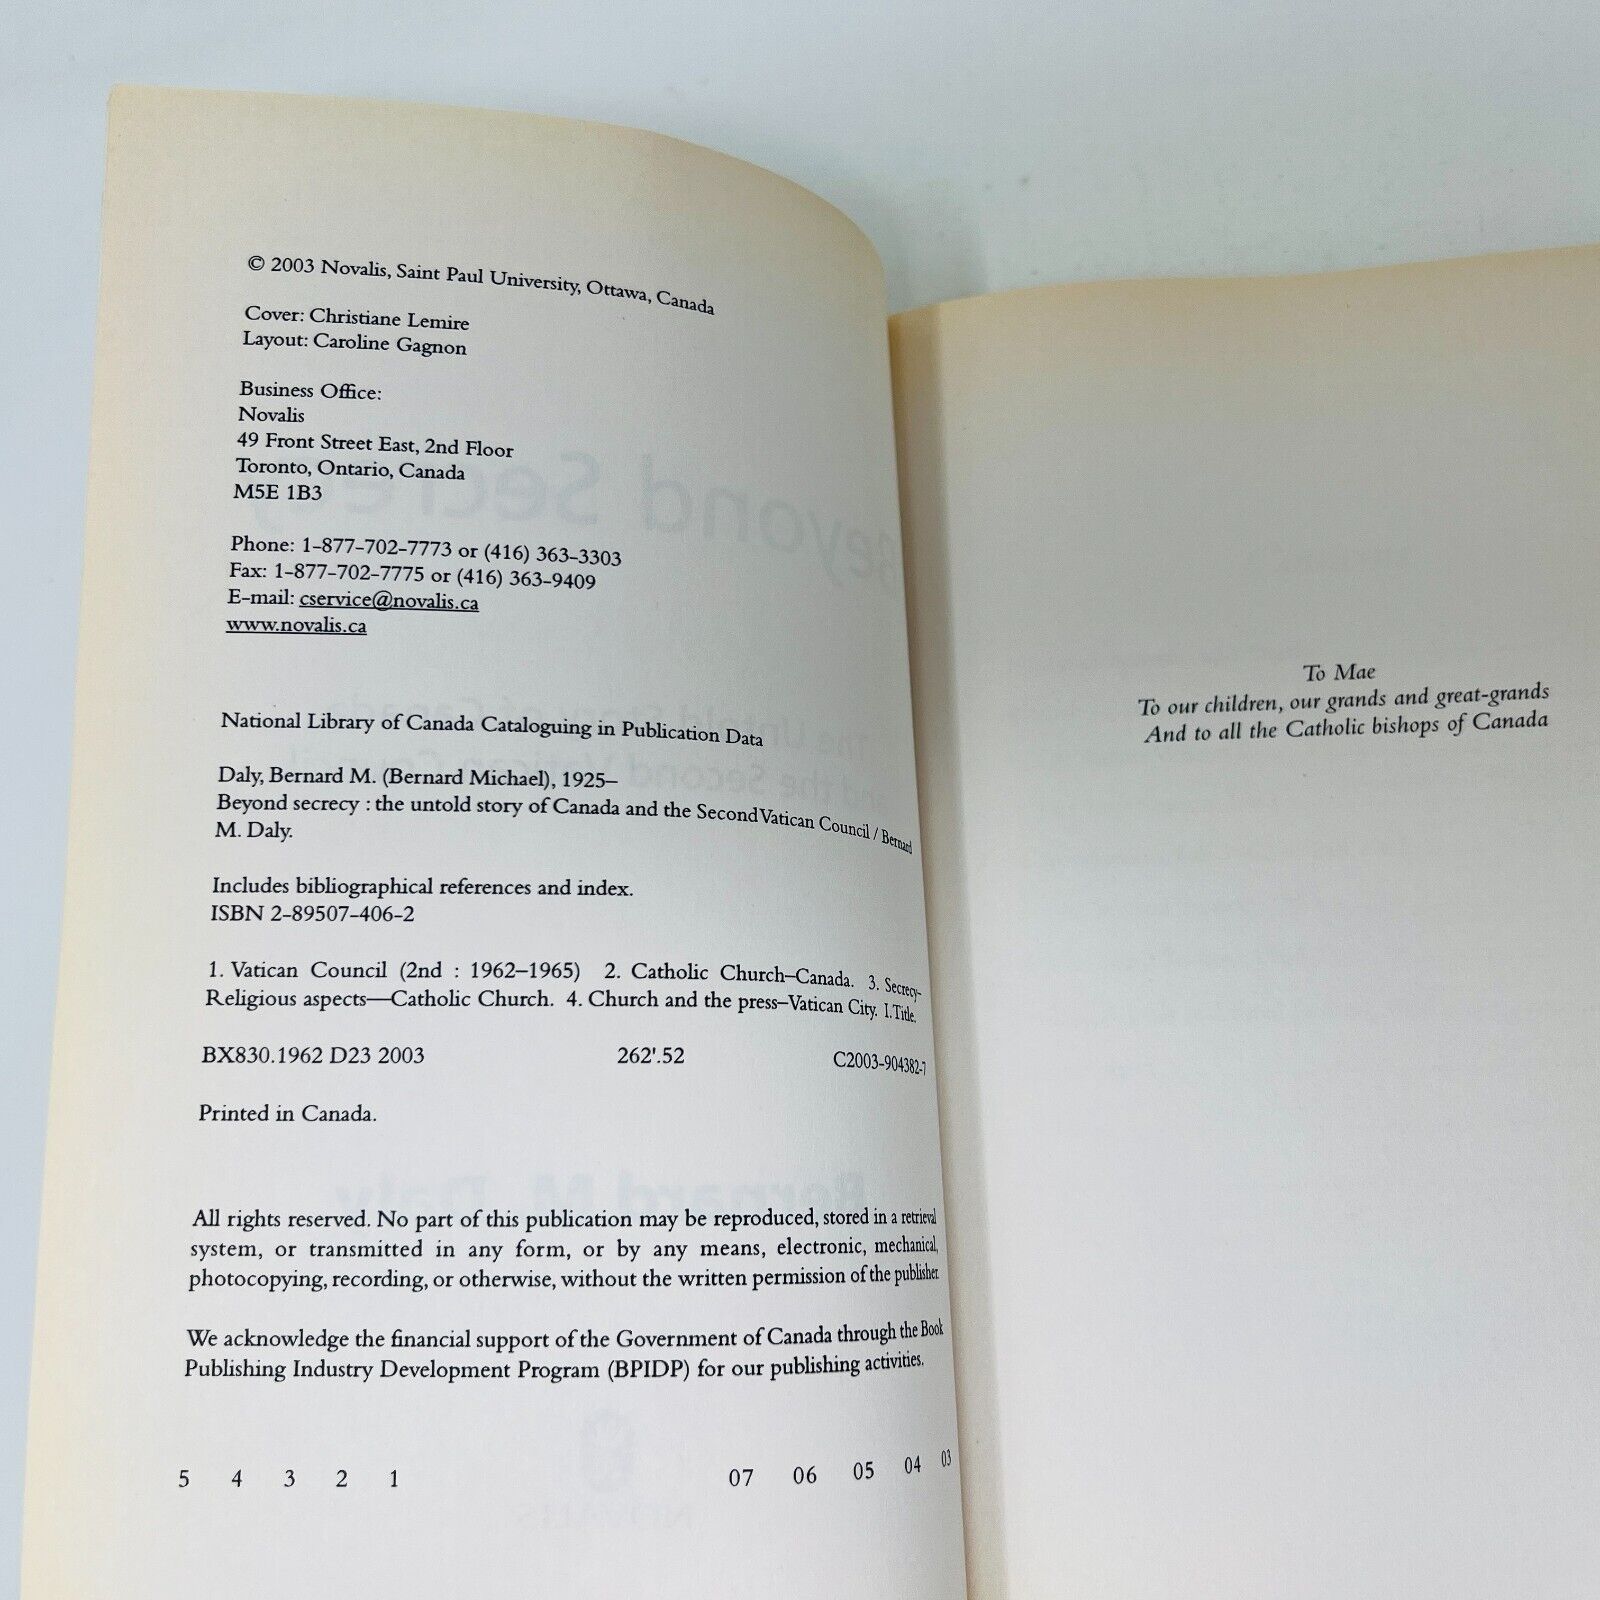 © 2003 Novalis, Saint Paul University, Ottawa, Canada
Cover: Christiane Lemire
Layout: Caroline Gagnon
Business Office:
Novalis
49 Front Street East, 2nd Floor
Toronto, Ontario, Canada
M5E 1B3
Phone: 1-877-702-7773 or (416) 363-3303
Fax: 1-877-702-7775 or (416) 363-9409
E-mail: cservice@novalis.ca
www.novalis.ca
National Library of Canada Cataloguing in Publication Data
Daly, Bernard M. (Bernard Michael), 1925–
Beyond secrecy : the untold story of Canada and the Second Vatican Council / Bernard
M. Daly.
Includes bibliographical references and index.
ISBN 2-89507-406-2
1. Vatican Council (2nd : 1962–1965) 2. Catholic Church–Canada. 3. Secrecy–
Religious aspects—Catholic Church. 4. Church and the press–Vatican City. I. Title.
BX830.1962 D23 2003 262'.52 C2003-904382-7
Printed in Canada.
All rights reserved. No part of this publication may be reproduced, stored in a retrieval
system, or transmitted in any form, or by any means, electronic, mechanical,
photocopying, recording, or otherwise, without the written permission of the publisher.
We acknowledge the financial support of the Government of Canada through the Book
Publishing Industry Development Program (BPIDP) for our publishing activities.
5 4 3 2 1 07 06 05 04 03
To Mae
To our children, our grands and great-grands
And to all the Catholic bishops of Canada